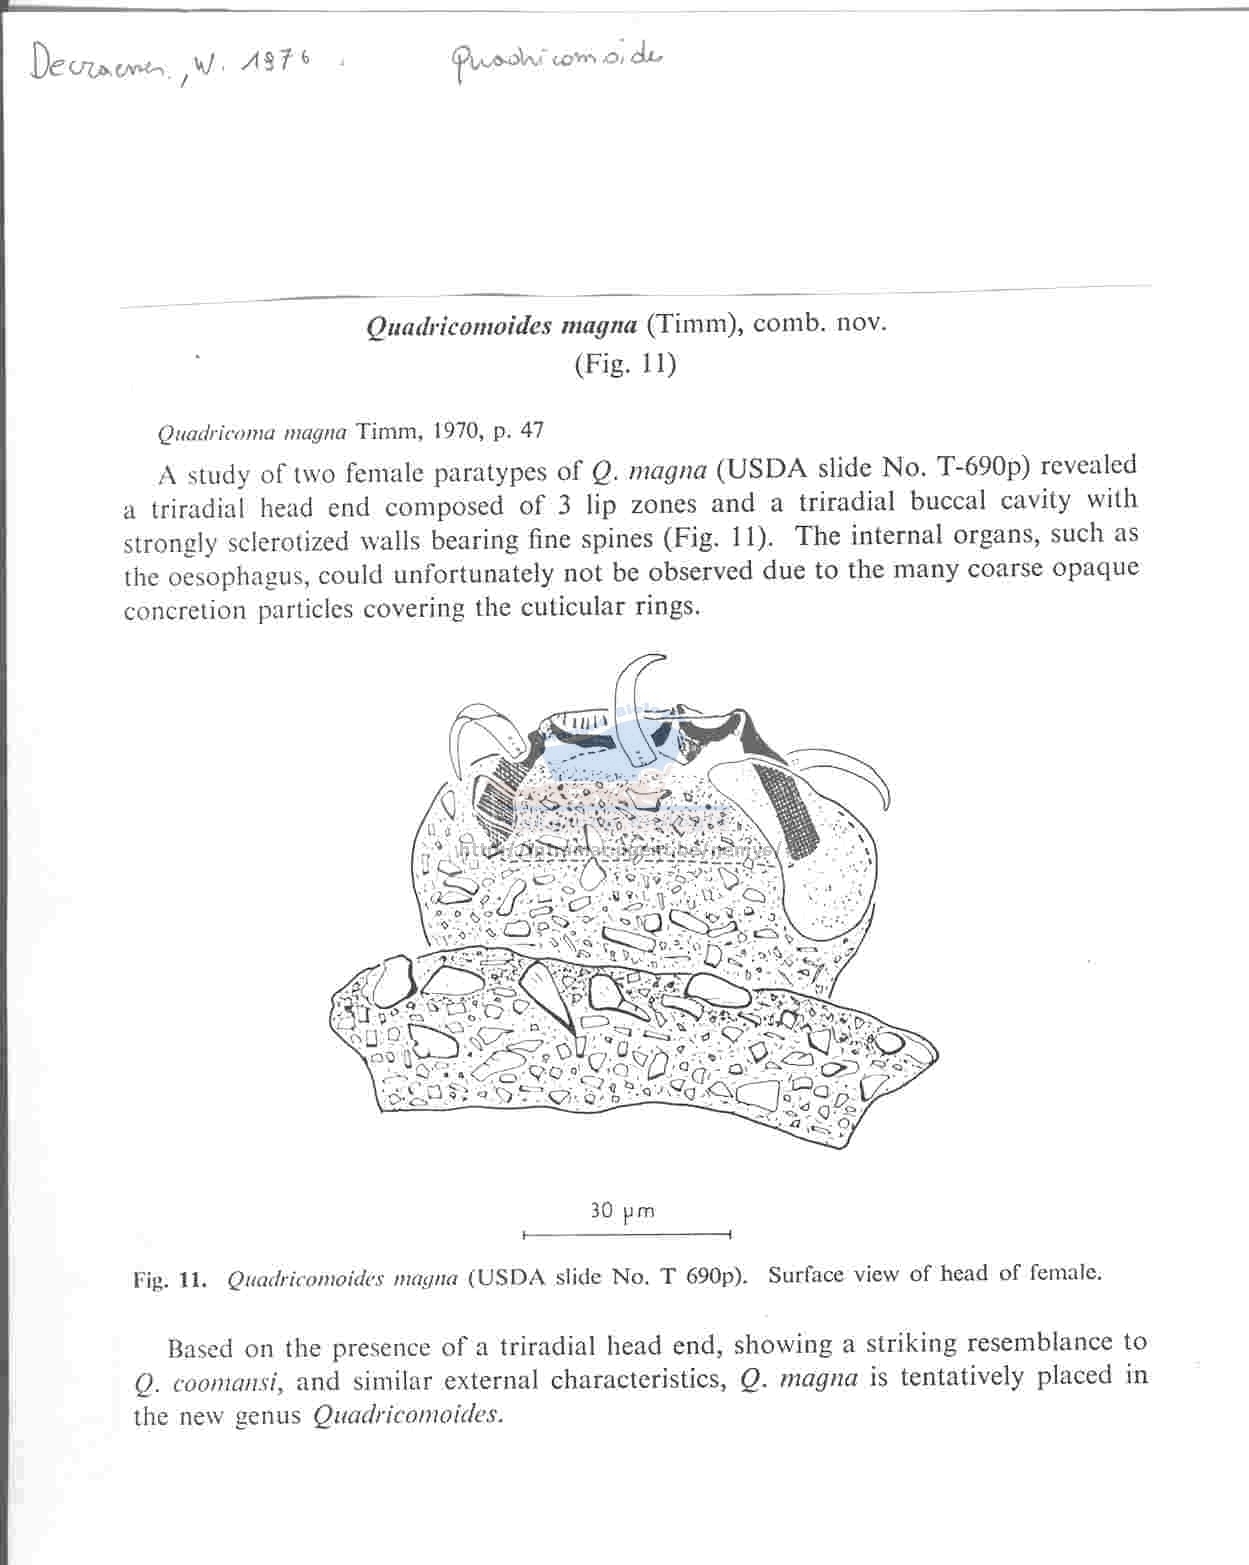 Decraemer, W. 1976.
Quadricomoides
Quadricomoides magna (Timm), comb. nov.
(Fig. 11)
Quadricoma magna Timm, 1970, p. 47
A study of two female paratypes of Q. magna (USDA slide No. T-690p) revealed
a triradial head end composed of 3 lip zones and a triradial buccal cavity with
strongly sclerotized walls bearing fine spines (Fig. 11). The internal organs, such as
the oesophagus, could unfortunately not be observed due to the many coarse opaque
concretion particles covering the cuticular rings.
30 μm
Fig. 11. Quadricomoides magna (USDA slide No. T 690p). Surface view of head of female.
Based on the presence of a triradial head end, showing a striking resemblance to
Q. coomansi, and similar external characteristics, Q. magna is tentatively placed in
the new genus Quadricomoides.